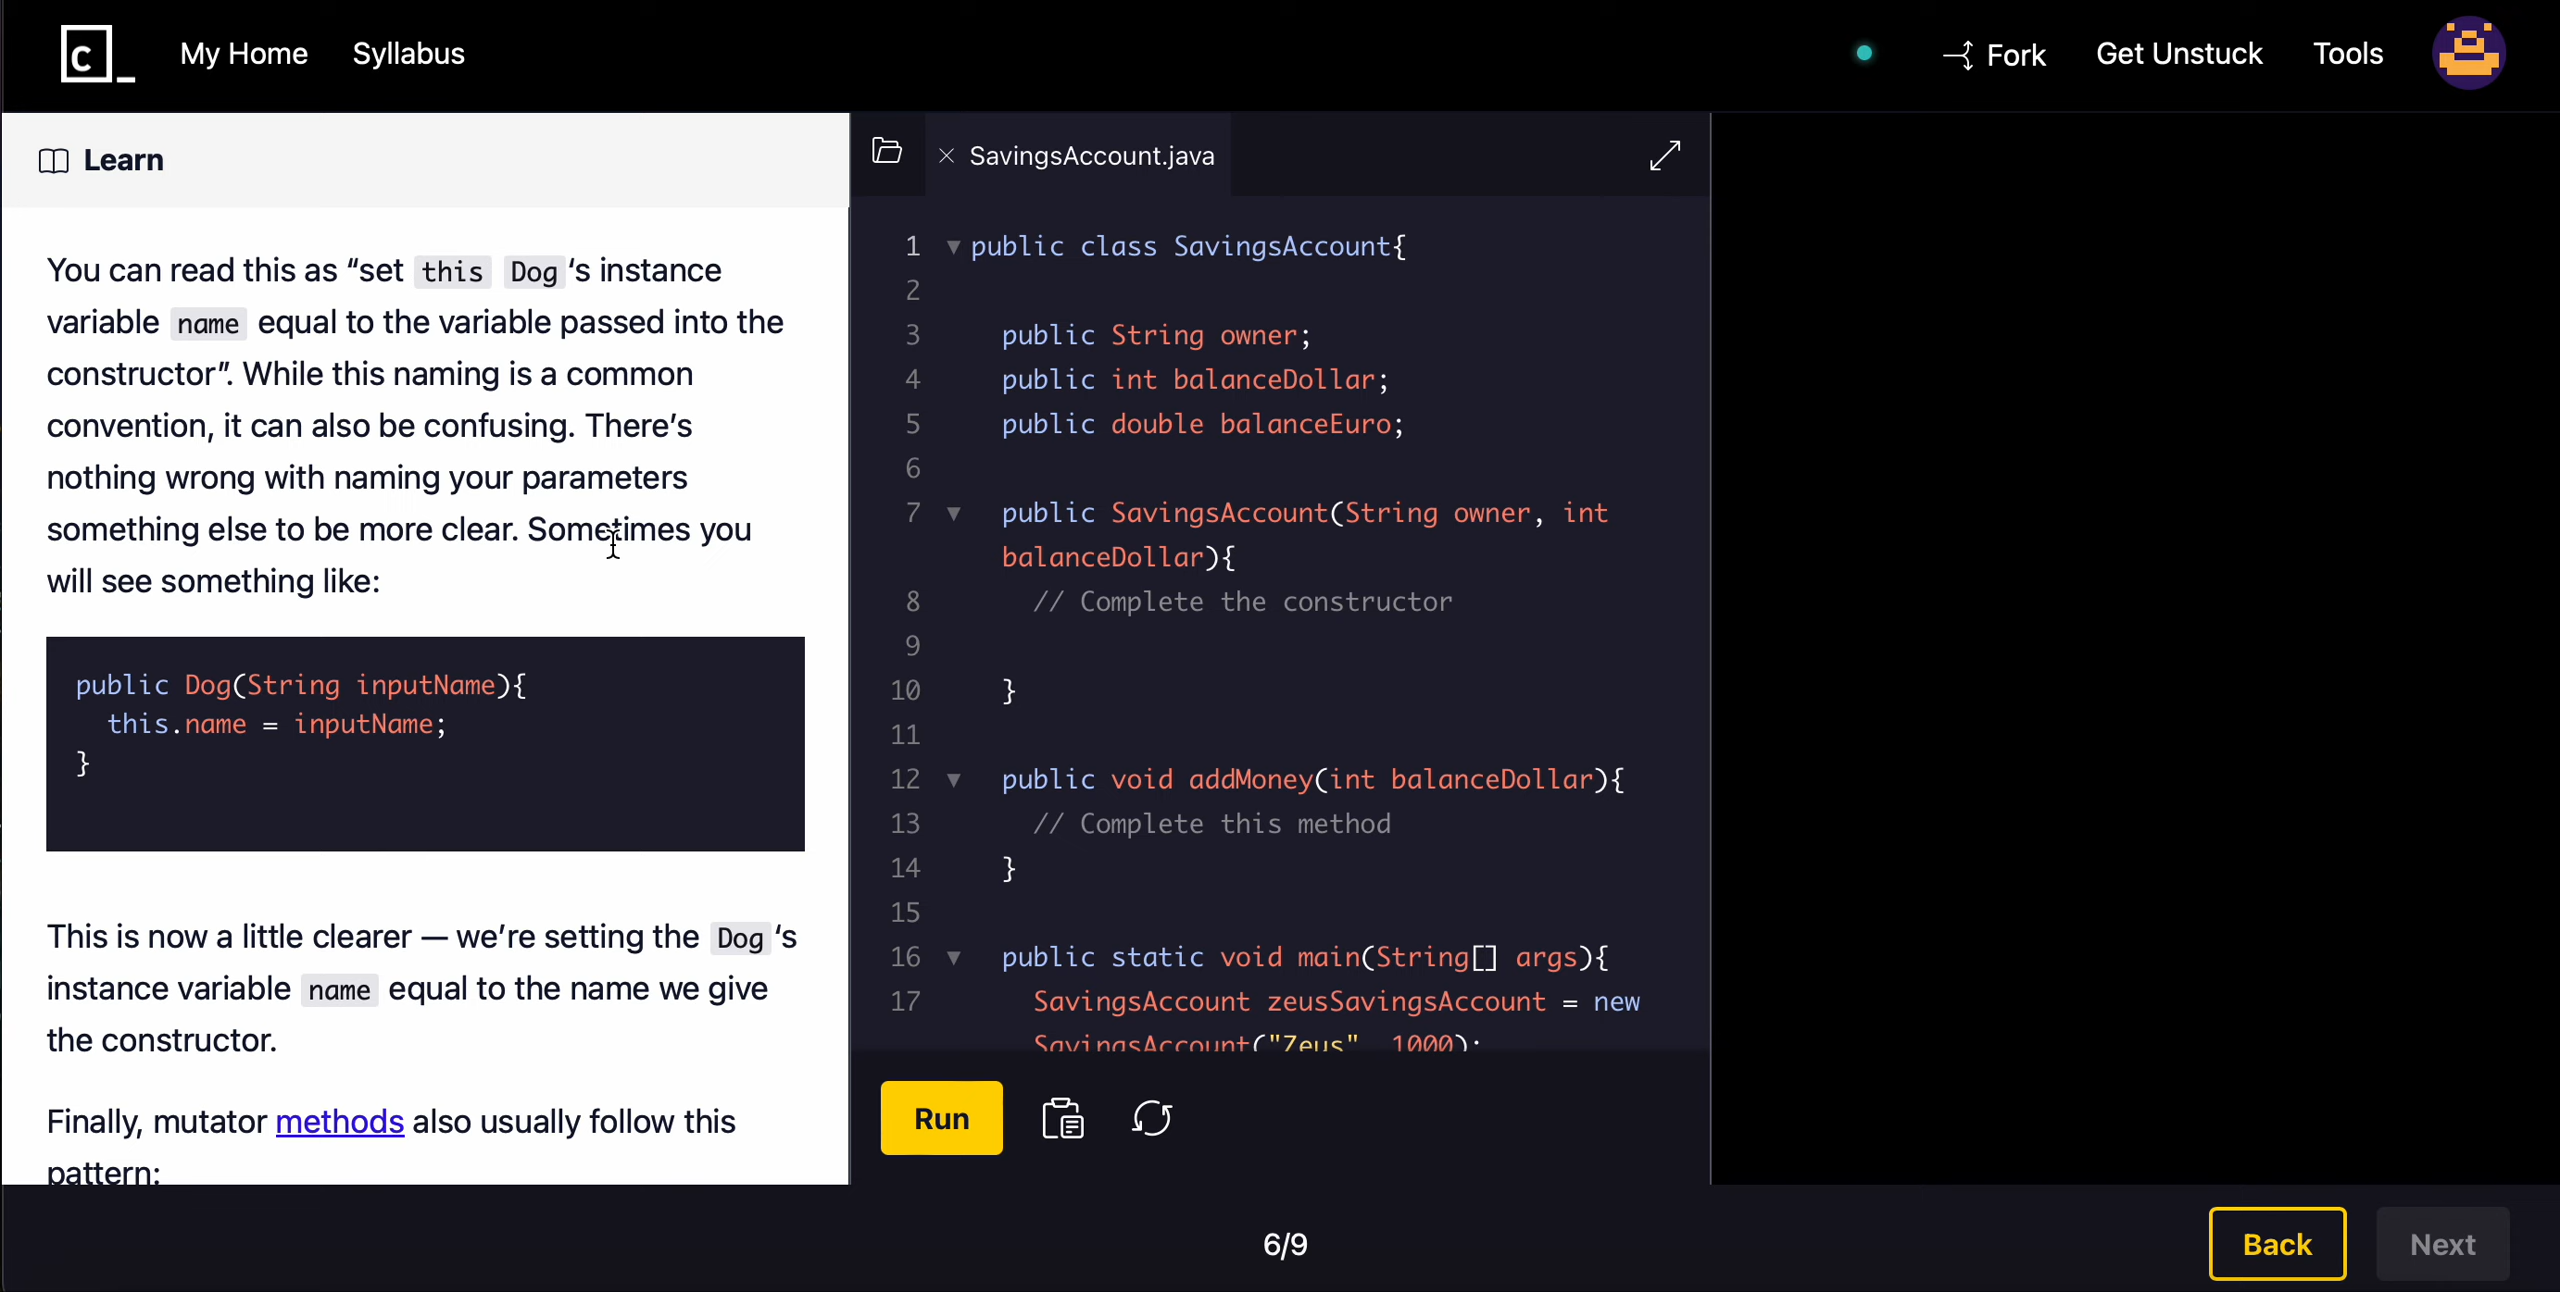 c_ My Home Syllabus Fork Get Unstuck Tools
Learn
You can read this as “set this Dog ‘s instance
variable name equal to the variable passed into the
constructor”. While this naming is a common
convention, it can also be confusing. There’s
nothing wrong with naming your parameters
something else to be more clear. Sometimes you
will see something like:
public Dog(String inputName){
  this.name = inputName;
}
This is now a little clearer — we’re setting the Dog ‘s
instance variable name equal to the name we give
the constructor.
Finally, mutator methods also usually follow this
pattern:
SavingsAccount.java
1 public class SavingsAccount{
2
3   public String owner;
4   public int balanceDollar;
5   public double balanceEuro;
6
7   public SavingsAccount(String owner, int
balanceDollar){
8     // Complete the constructor
9
10   }
11
12   public void addMoney(int balanceDollar){
13     // Complete this method
14   }
15
16   public static void main(String[] args){
17     SavingsAccount zeusSavingsAccount = new
SavingsAccount("Zeus", 1000);
Run
6/9
Back Next